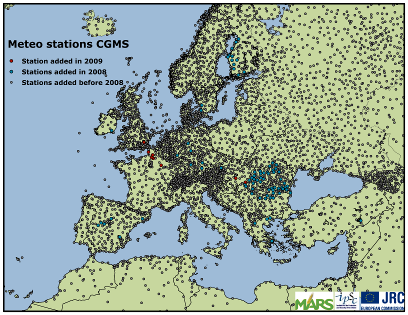 Meteo stations CGMS
Station added in 2009
Stations added in 2008
Stations added before 2008
MARS
ipsc
JRC
EUROPEAN COMMISSION